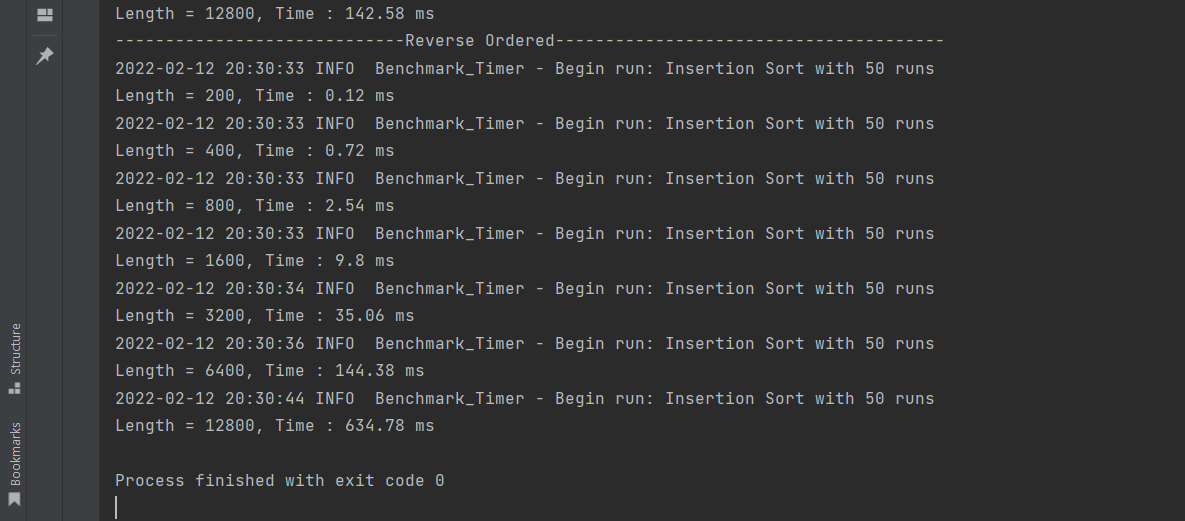 Length = 12800, Time : 142.58 ms
-----------------------------Reverse Ordered---------------------------------------
2022-02-12 20:30:33 INFO  Benchmark_Timer - Begin run: Insertion Sort with 50 runs
Length = 200, Time : 0.12 ms
2022-02-12 20:30:33 INFO  Benchmark_Timer - Begin run: Insertion Sort with 50 runs
Length = 400, Time : 0.72 ms
2022-02-12 20:30:33 INFO  Benchmark_Timer - Begin run: Insertion Sort with 50 runs
Length = 800, Time : 2.54 ms
2022-02-12 20:30:33 INFO  Benchmark_Timer - Begin run: Insertion Sort with 50 runs
Length = 1600, Time : 9.8 ms
2022-02-12 20:30:34 INFO  Benchmark_Timer - Begin run: Insertion Sort with 50 runs
Length = 3200, Time : 35.06 ms
2022-02-12 20:30:36 INFO  Benchmark_Timer - Begin run: Insertion Sort with 50 runs
Length = 6400, Time : 144.38 ms
2022-02-12 20:30:44 INFO  Benchmark_Timer - Begin run: Insertion Sort with 50 runs
Length = 12800, Time : 634.78 ms
Process finished with exit code 0
Structure
Bookmarks